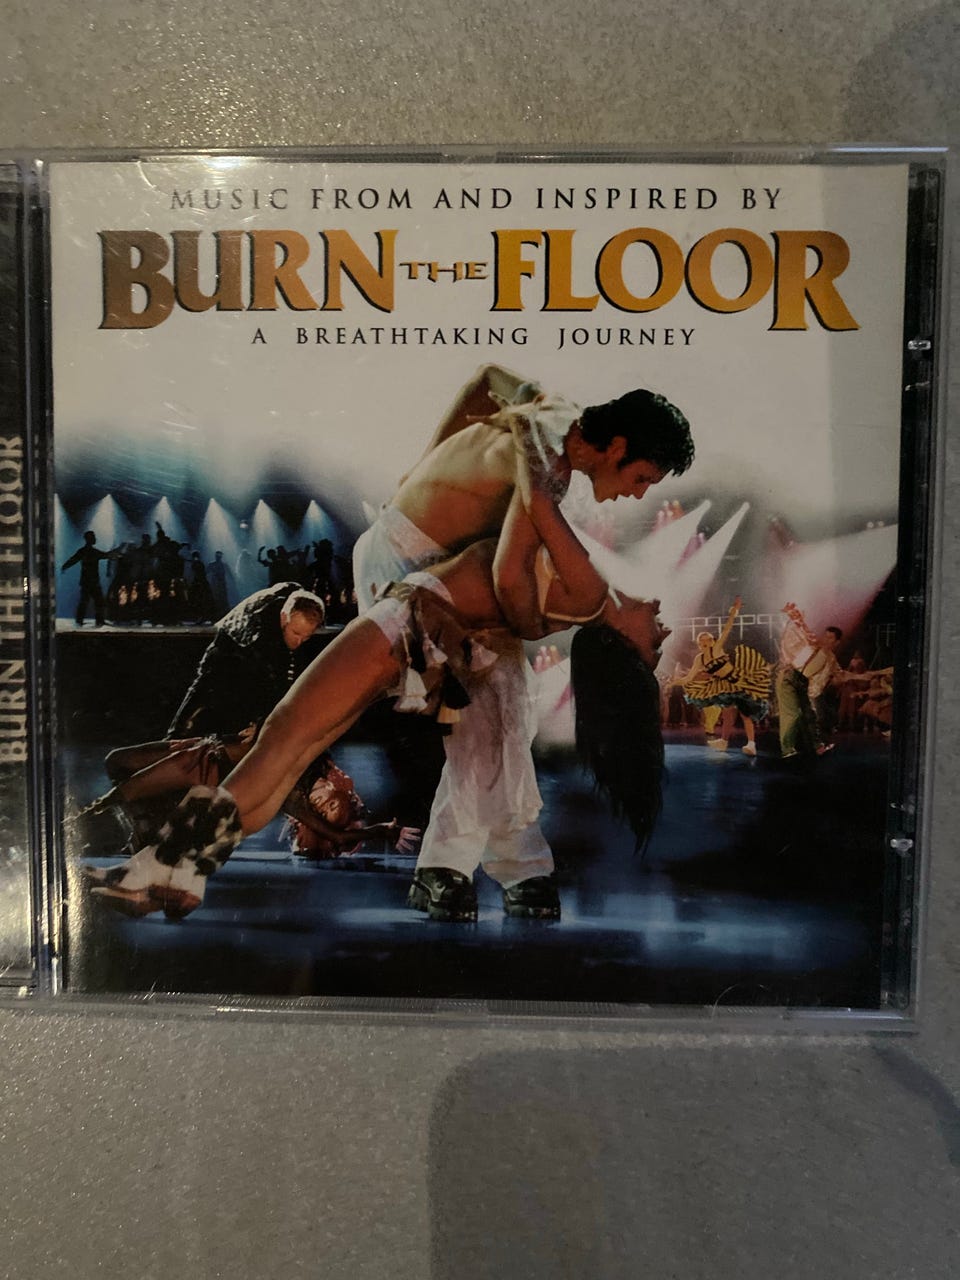 MUSIC FROM AND INSPIRED BY
BURN THE FLOOR
A BREATHTAKING JOURNEY
BURN THE FLOOR